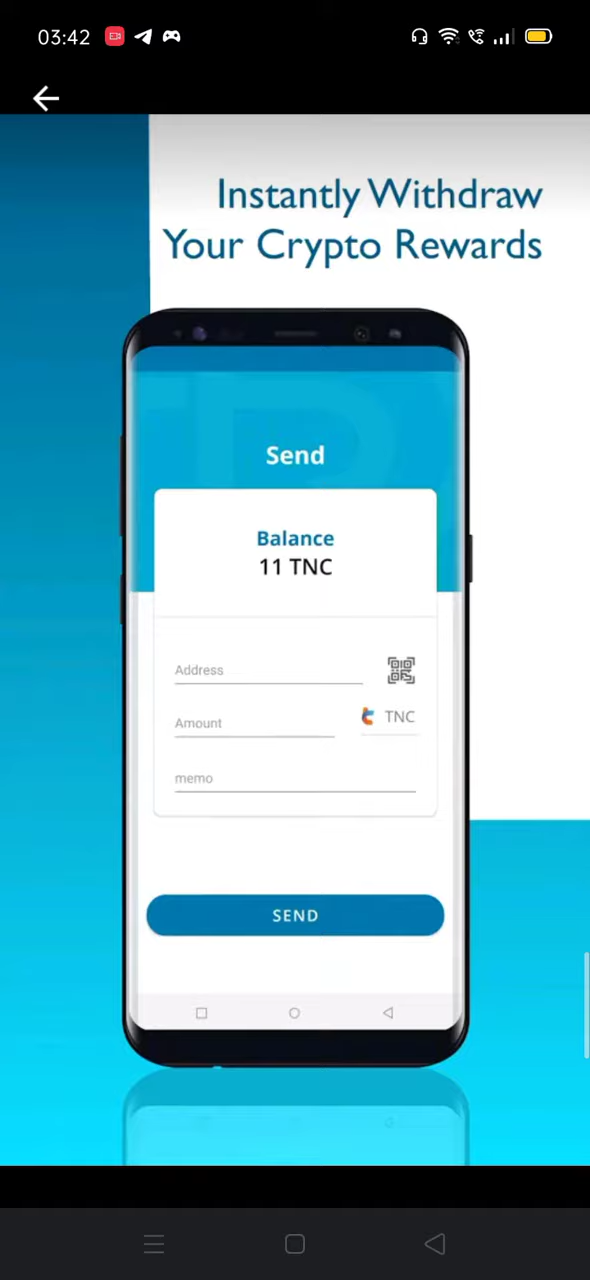 03:42
Instantly Withdraw
Your Crypto Rewards
Send
Balance
11 TNC
Address
Amount
TNC
memo
SEND